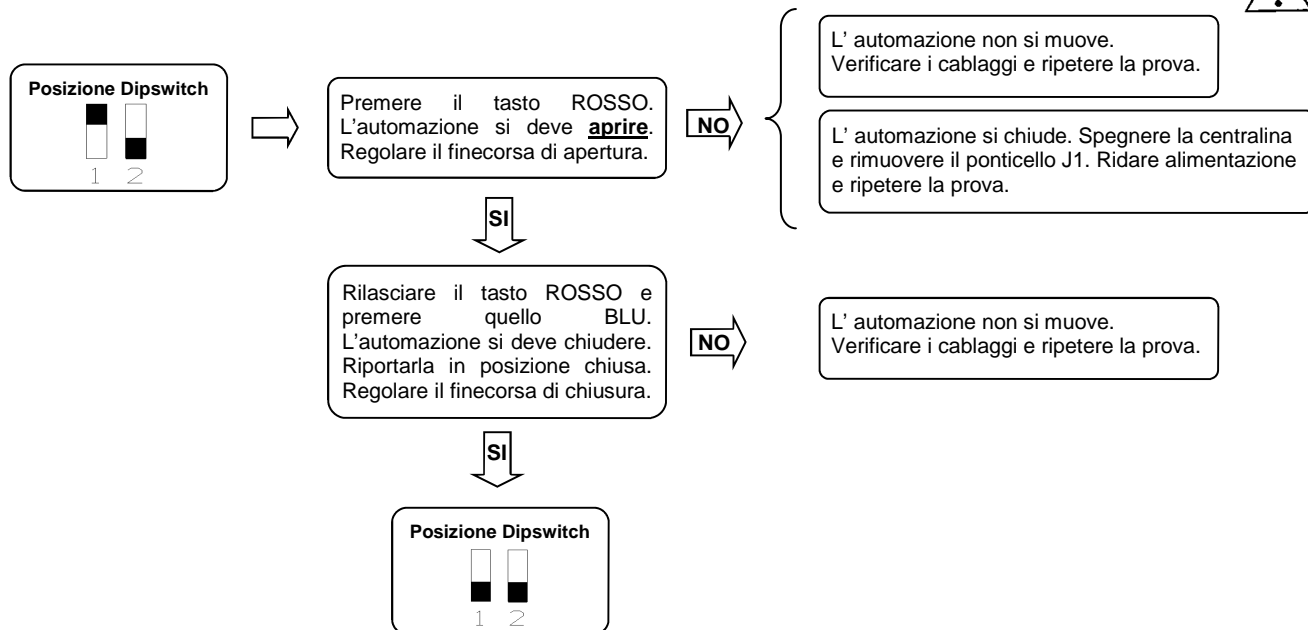 Posizione Dipswitch
1 2
Premere il tasto ROSSO.
L'automazione si deve aprire.
Regolare il finecorsa di apertura.
NO
L' automazione non si muove.
Verificare i cablaggi e ripetere la prova.
L' automazione si chiude. Spegnere la centralina
e rimuovere il ponticello J1. Ridare alimentazione
e ripetere la prova.
SI
Rilasciare il tasto ROSSO e
premere quello BLU.
L'automazione si deve chiudere.
Riportarla in posizione chiusa.
Regolare il finecorsa di chiusura.
NO
L' automazione non si muove.
Verificare i cablaggi e ripetere la prova.
SI
Posizione Dipswitch
1 2